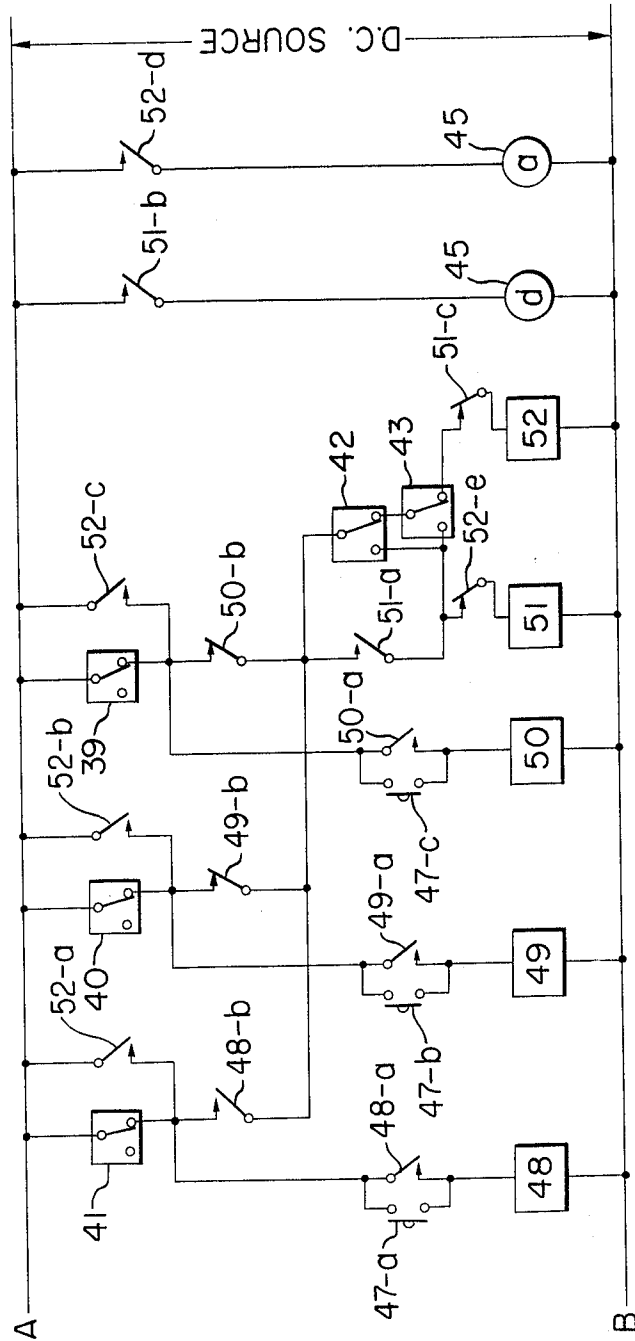 A
D.C. SOURCE
52-d
51-b
45
45
a
d
52-c
39
52-b
40
52-a
41
50-b
49-b
48-b
42
43
51-c
51-a
52-e
50-a
47-c
49-a
47-b
48-a
47-a
48
49
50
51
52
B